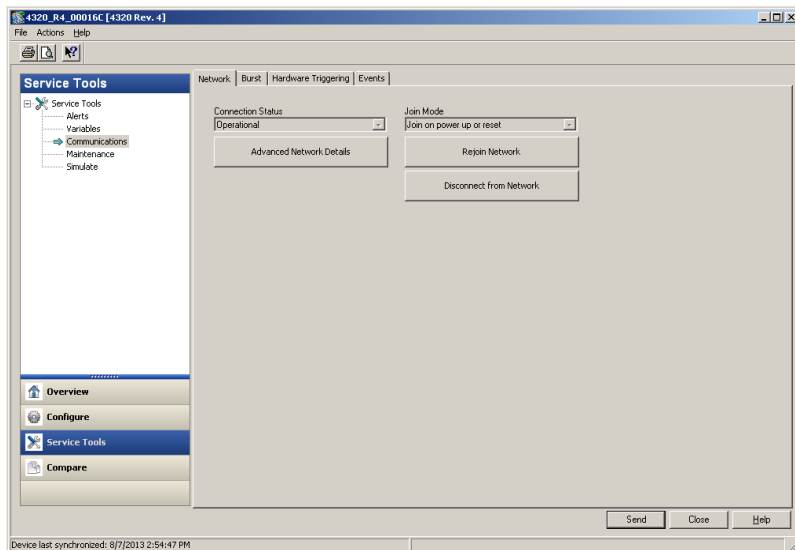 4320_R4_00016C [4320 Rev. 4]
File Actions Help
Service Tools
Service Tools
Alerts
Variables
Communications
Maintenance
Simulate
Overview
Configure
Service Tools
Compare
Network Burst Hardware Triggering Events
Connection Status Join Mode
Operational Join on power up or reset
Advanced Network Details Rejoin Network
Disconnect from Network
Send Close Help
Device last synchronized: 8/7/2013 2:54:47 PM